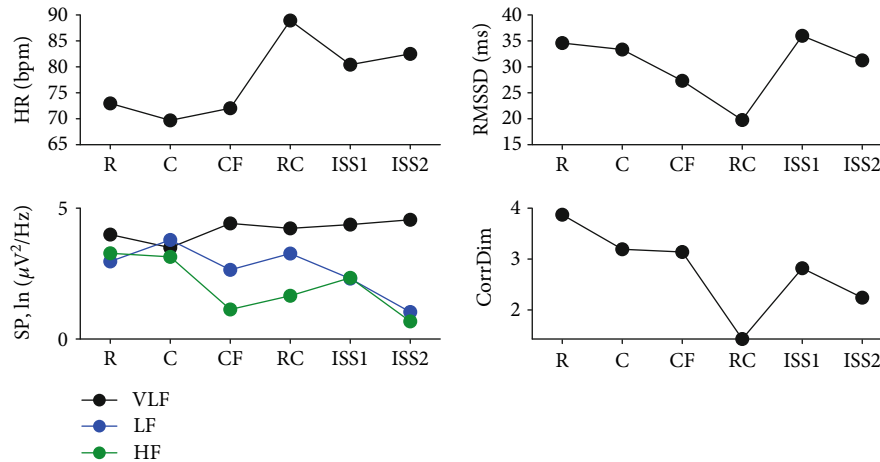 HR (bpm)
90
85
80
75
70
65
R C CF RC ISS1 ISS2
RMSSD (ms)
40
35
30
25
20
15
R C CF RC ISS1 ISS2
SP, ln (μV²/Hz)
5
0
R C CF RC ISS1 ISS2
CorrDim
4
3
2
R C CF RC ISS1 ISS2
VLF
LF
HF